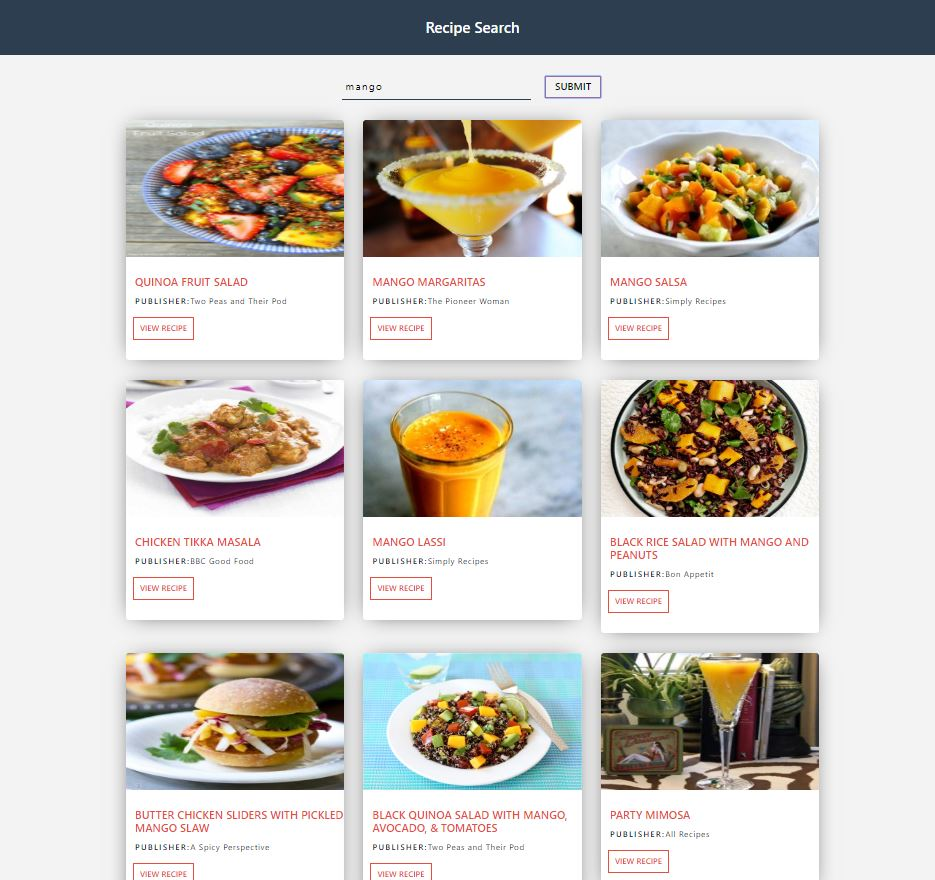 Recipe Search
mango
SUBMIT
Quinoa
Fruit Salad
QUINOA FRUIT SALAD
PUBLISHER:Two Peas and Their Pod
VIEW RECIPE
MANGO MARGARITAS
PUBLISHER:The Pioneer Woman
VIEW RECIPE
MANGO SALSA
PUBLISHER:Simply Recipes
VIEW RECIPE
CHICKEN TIKKA MASALA
PUBLISHER:BBC Good Food
VIEW RECIPE
MANGO LASSI
PUBLISHER:Simply Recipes
VIEW RECIPE
BLACK RICE SALAD WITH MANGO AND
PEANUTS
PUBLISHER:Bon Appetit
VIEW RECIPE
BUTTER CHICKEN SLIDERS WITH PICKLED
MANGO SLAW
PUBLISHER:A Spicy Perspective
VIEW RECIPE
BLACK QUINOA SALAD WITH MANGO,
AVOCADO, & TOMATOES
PUBLISHER:Two Peas and Their Pod
VIEW RECIPE
PARTY MIMOSA
PUBLISHER:All Recipes
VIEW RECIPE